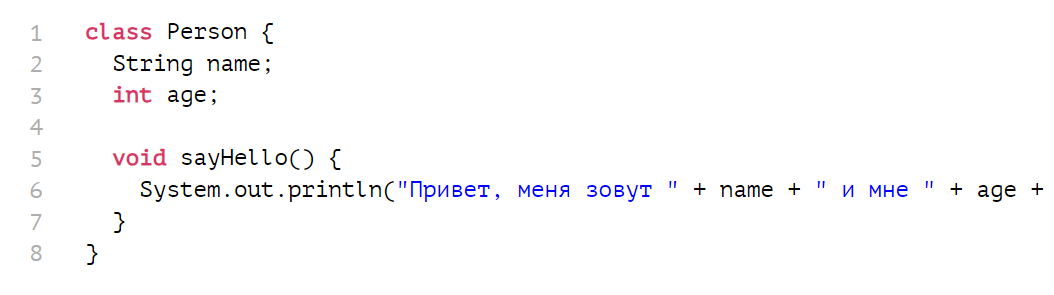 1 class Person {
2 String name;
3 int age;
4
5 void sayHello() {
6 System.out.println("Привет, меня зовут " + name + " и мне " + age +
7 }
8 }